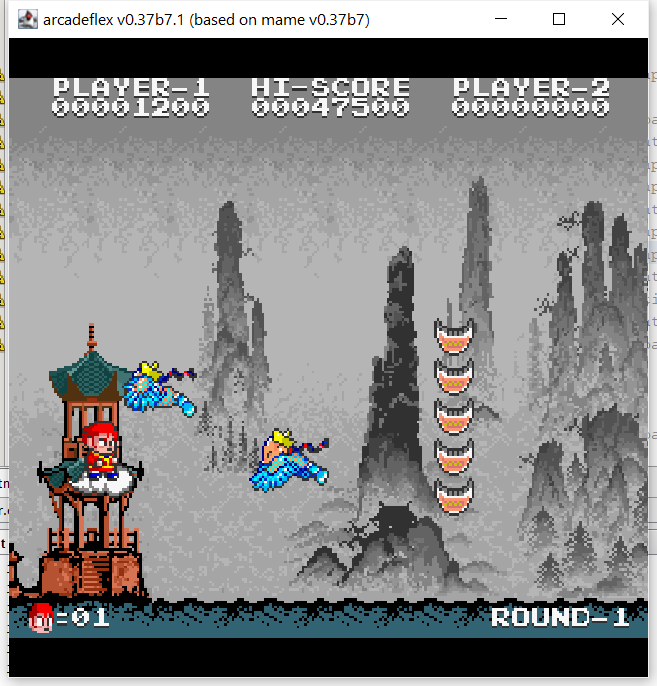 arcadeflex v0.37b7.1 (based on mame v0.37b7)
PLAYER-1 HI-SCORE PLAYER-2
00001200 00047500 00000000
=01 ROUND-1